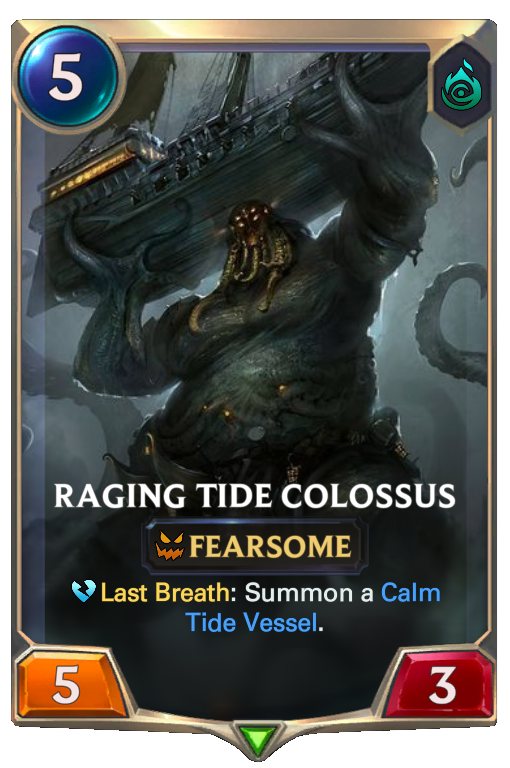 5
RAGING TIDE COLOSSUS
FEARSOME
Last Breath: Summon a Calm
Tide Vessel.
5
3